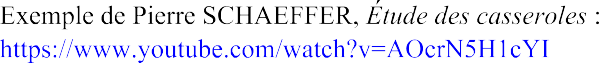 Exemple de Pierre SCHAEFFER, Étude des casseroles :
https://www.youtube.com/watch?v=AOcrN5H1cYI